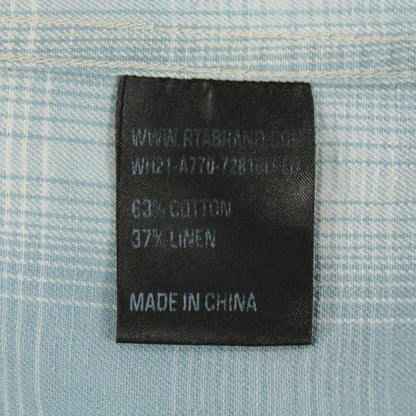 WWW.RTABRAND.COM
63% COTTON
37% LINEN
MADE IN CHINA